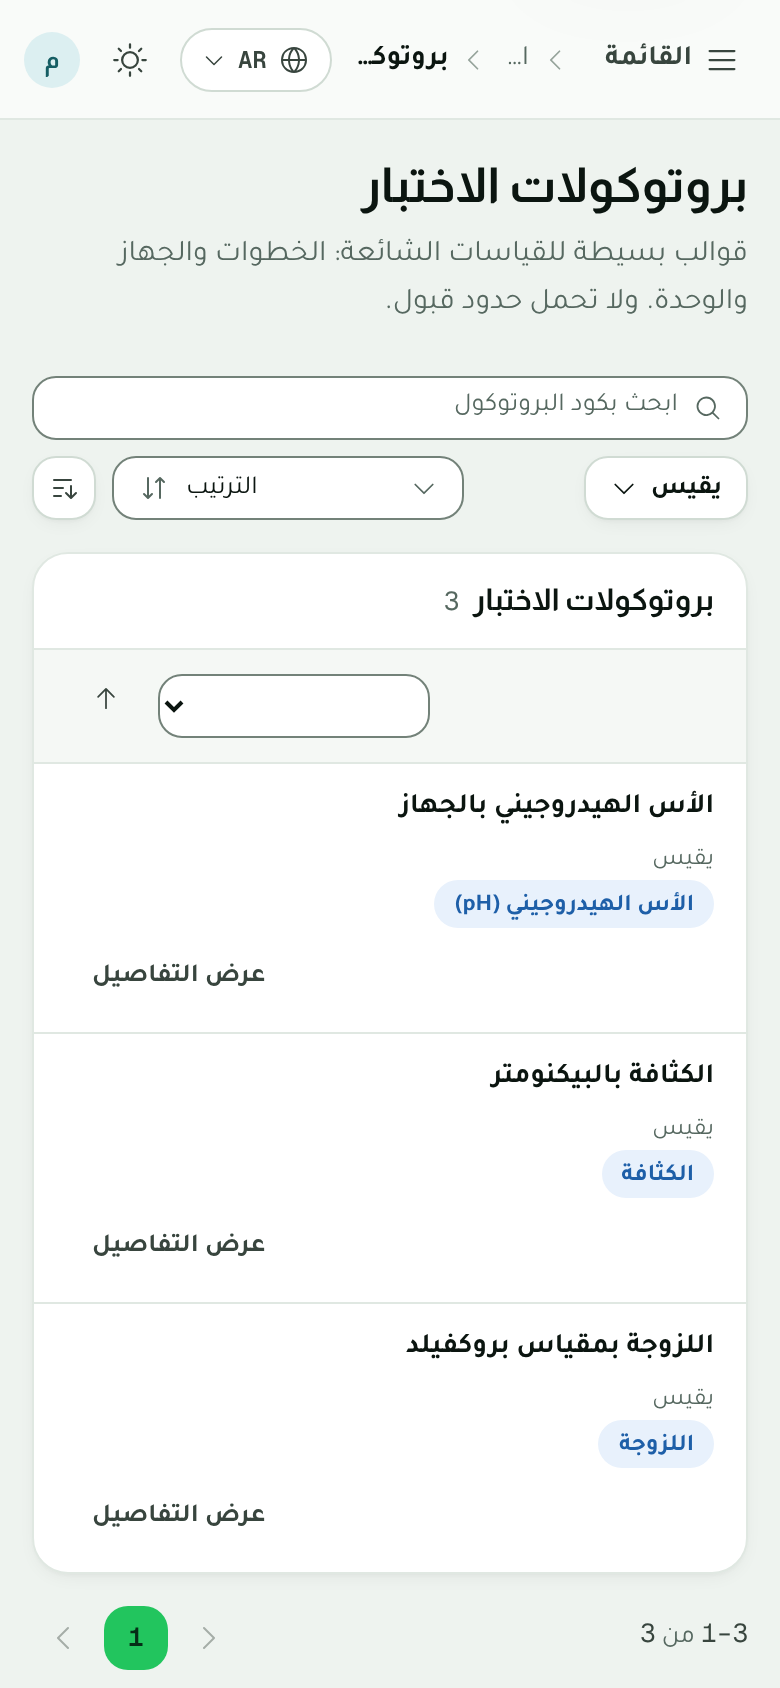 القائمة
ا...
بروتوكـ...
AR
م
بروتوكولات الاختبار
قوالب بسيطة للقياسات الشائعة: الخطوات والجهاز
والوحدة. ولا تحمل حدود قبول.
ابحث بكود البروتوكول
يقيس
الترتيب
بروتوكولات الاختبار 3
الأس الهيدروجيني بالجهاز
يقيس
الأس الهيدروجيني (pH)
عرض التفاصيل
الكثافة بالبيكنومتر
يقيس
الكثافة
عرض التفاصيل
اللزوجة بمقياس بروكفيلد
يقيس
اللزوجة
عرض التفاصيل
1–3 من 3
1